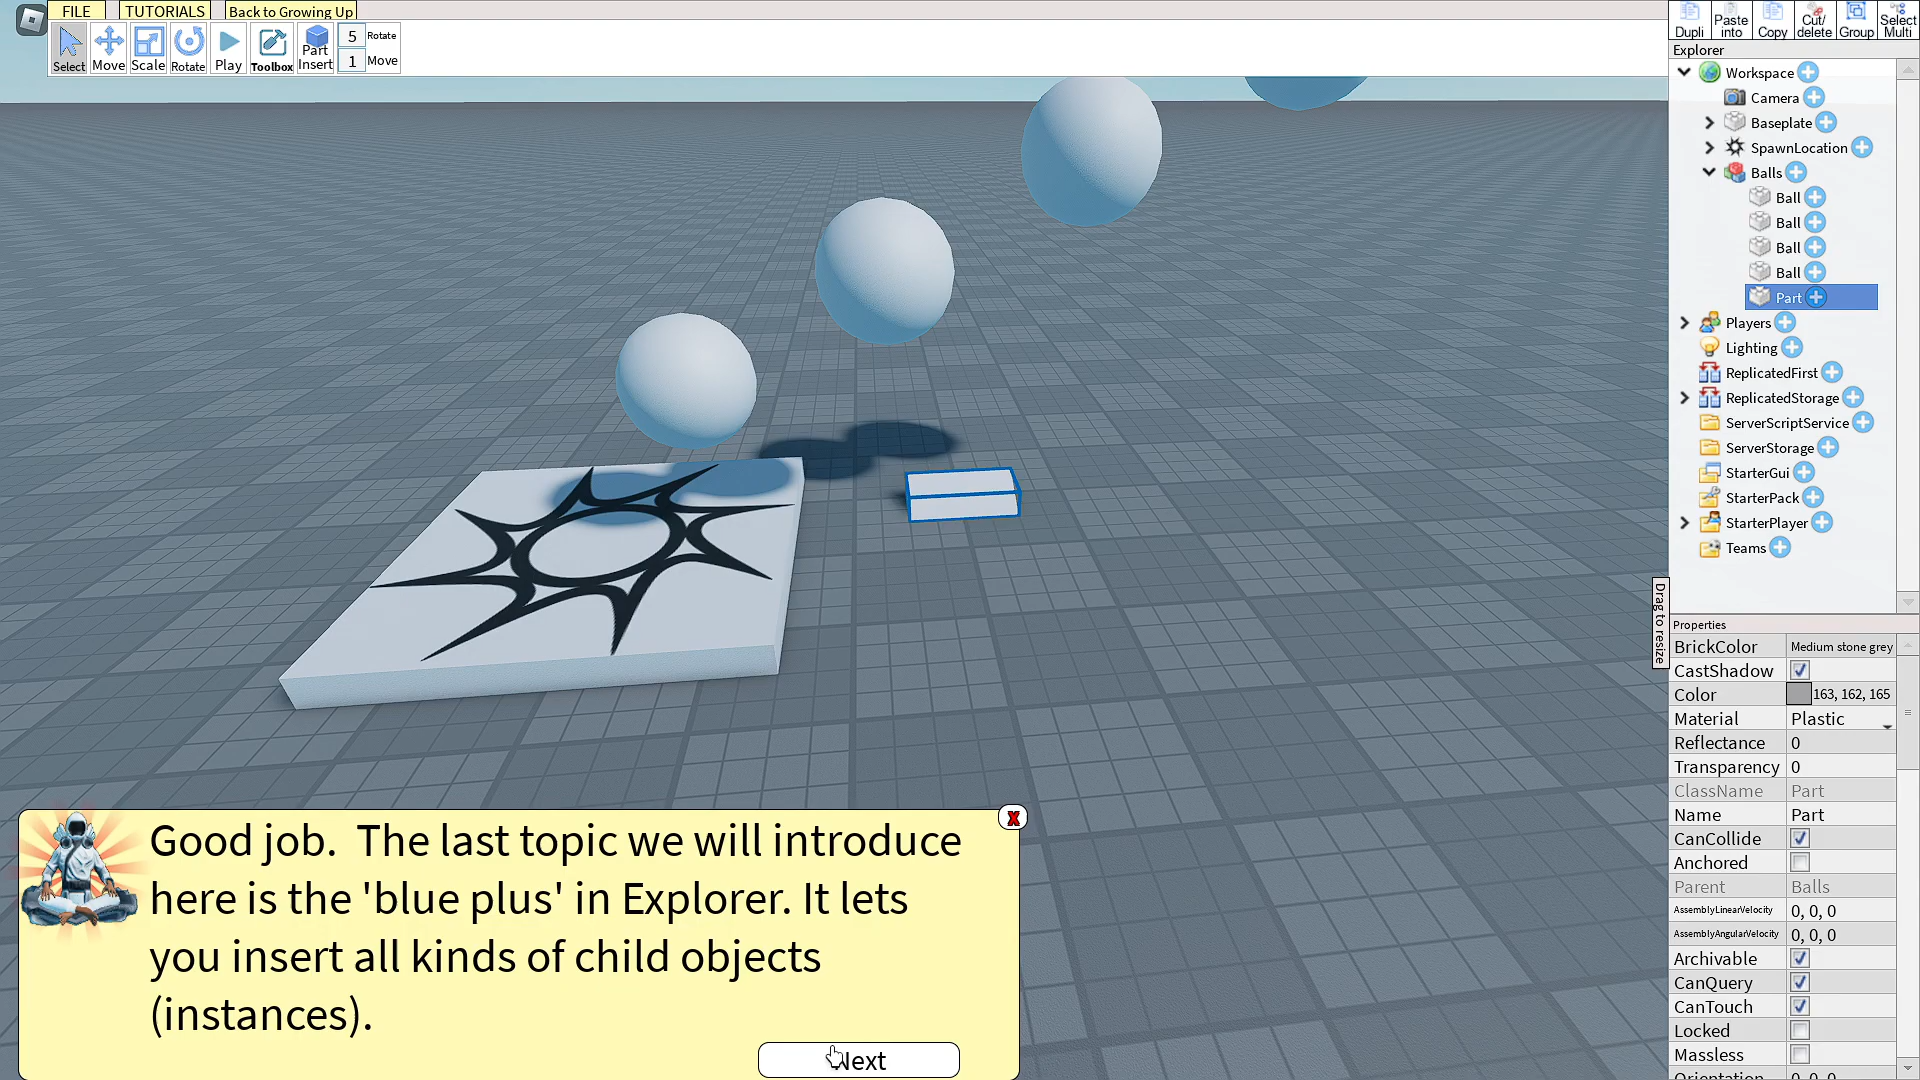 FILE TUTORIALS Back to Growing Up
Select Move Scale Rotate Play Toolbox Part Insert
5 Rotate
1 Move
Dupli Paste into Copy Cut/ delete Group Select Multi
Explorer
Workspace
Camera
Baseplate
SpawnLocation
Balls
Ball
Ball
Ball
Ball
Part
Players
Lighting
ReplicatedFirst
ReplicatedStorage
ServerScriptService
ServerStorage
StarterGui
StarterPack
StarterPlayer
Teams
Drag to resize
Properties
BrickColor Medium stone grey
CastShadow
Color 163, 162, 165
Material Plastic
Reflectance 0
Transparency 0
ClassName Part
Name Part
CanCollide
Anchored
Parent Balls
AssemblyLinearVelocity 0, 0, 0
AssemblyAngularVelocity 0, 0, 0
Archivable
CanQuery
CanTouch
Locked
Massless
Orientation 0, 0, 0
X
Good job. The last topic we will introduce
here is the 'blue plus' in Explorer. It lets
you insert all kinds of child objects
(instances).
Next